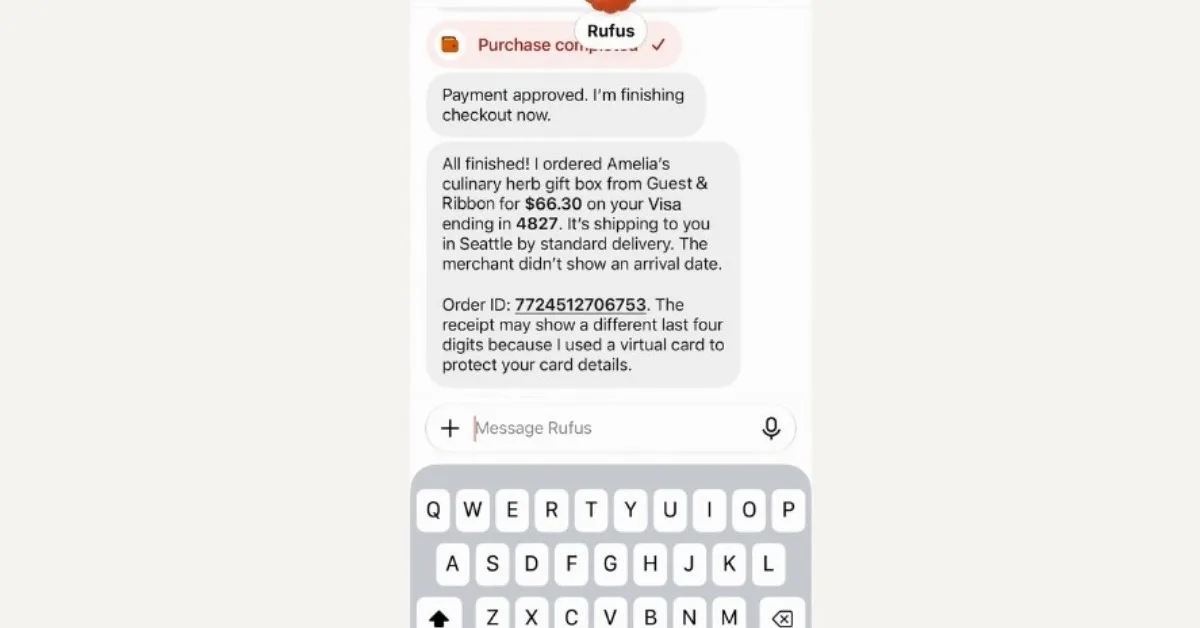 Rufus
Purchase completed
Payment approved. I’m finishing
checkout now.
All finished! I ordered Amelia’s
culinary herb gift box from Guest &
Ribbon for $66.30 on your Visa
ending in 4827. It’s shipping to you
in Seattle by standard delivery. The
merchant didn’t show an arrival date.
Order ID: 7724512706753. The
receipt may show a different last four
digits because I used a virtual card to
protect your card details.
Message Rufus
Q W E R T Y U I O P
A S D F G H J K L
Z X C V B N M